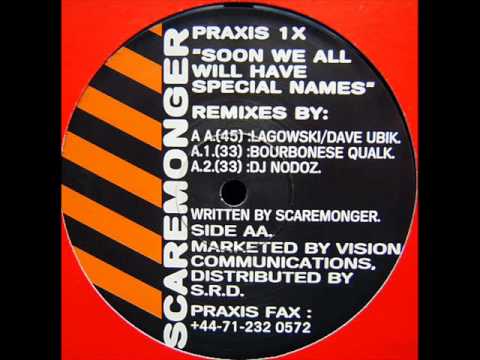 SCAREMONGER
PRAXIS 1X
"SOON WE ALL
WILL HAVE
SPECIAL NAMES"
REMIXES BY:
A A.(45) :LAGOWSKI/DAVE UBIK.
A.1.(33) :BOURBONESE QUALK.
A.2.(33) :DJ NODOZ.
WRITTEN BY SCAREMONGER.
SIDE AA.
MARKETED BY VISION
COMMUNICATIONS,
DISTRIBUTED BY
S.R.D.
PRAXIS FAX :
+44-71-232 0572